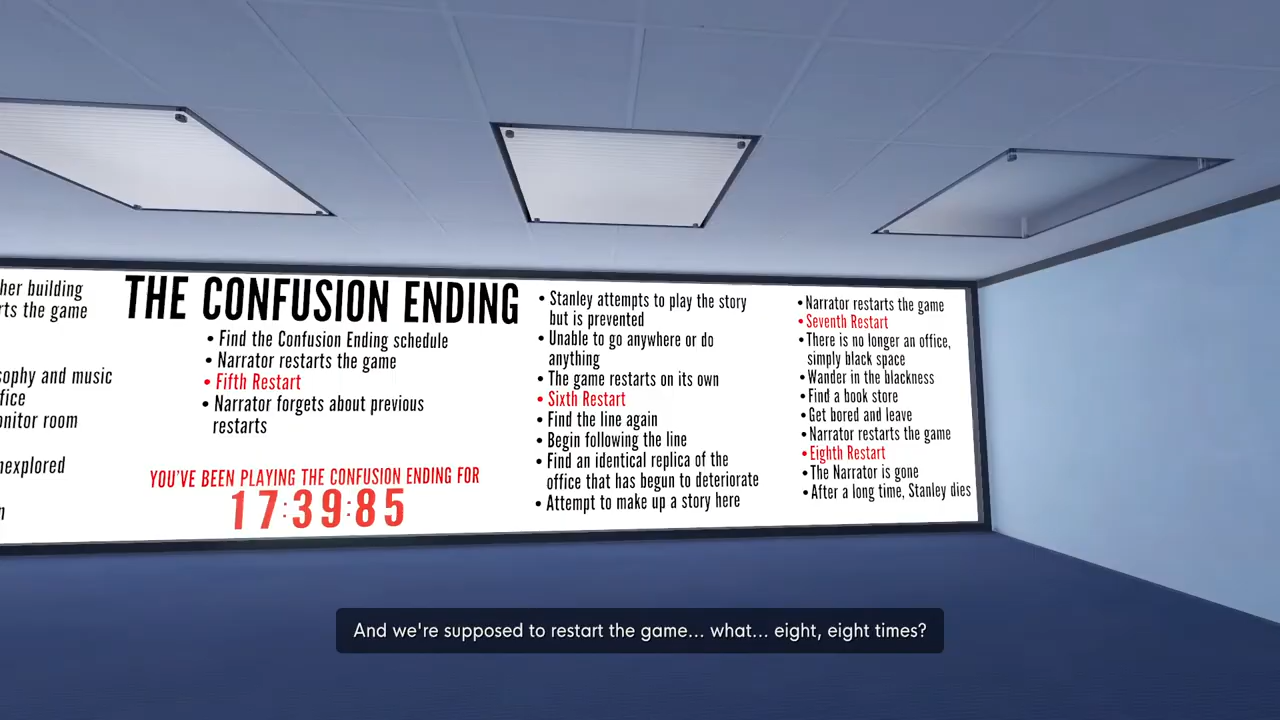 her building
rts the game
sophy and music
fice
onitor room
nexplored
n
THE CONFUSION ENDING
• Find the Confusion Ending schedule
• Narrator restarts the game
• Fifth Restart
• Narrator forgets about previous
restarts
YOU'VE BEEN PLAYING THE CONFUSION ENDING FOR
17:39:85
• Stanley attempts to play the story
but is prevented
• Unable to go anywhere or do
anything
• The game restarts on its own
• Sixth Restart
• Find the line again
• Begin following the line
• Find an identical replica of the
office that has begun to deteriorate
• Attempt to make up a story here
• Narrator restarts the game
• Seventh Restart
• There is no longer an office,
simply black space
• Wander in the blackness
• Find a book store
• Get bored and leave
• Narrator restarts the game
• Eighth Restart
• The Narrator is gone
• After a long time, Stanley dies
And we're supposed to restart the game... what... eight, eight times?